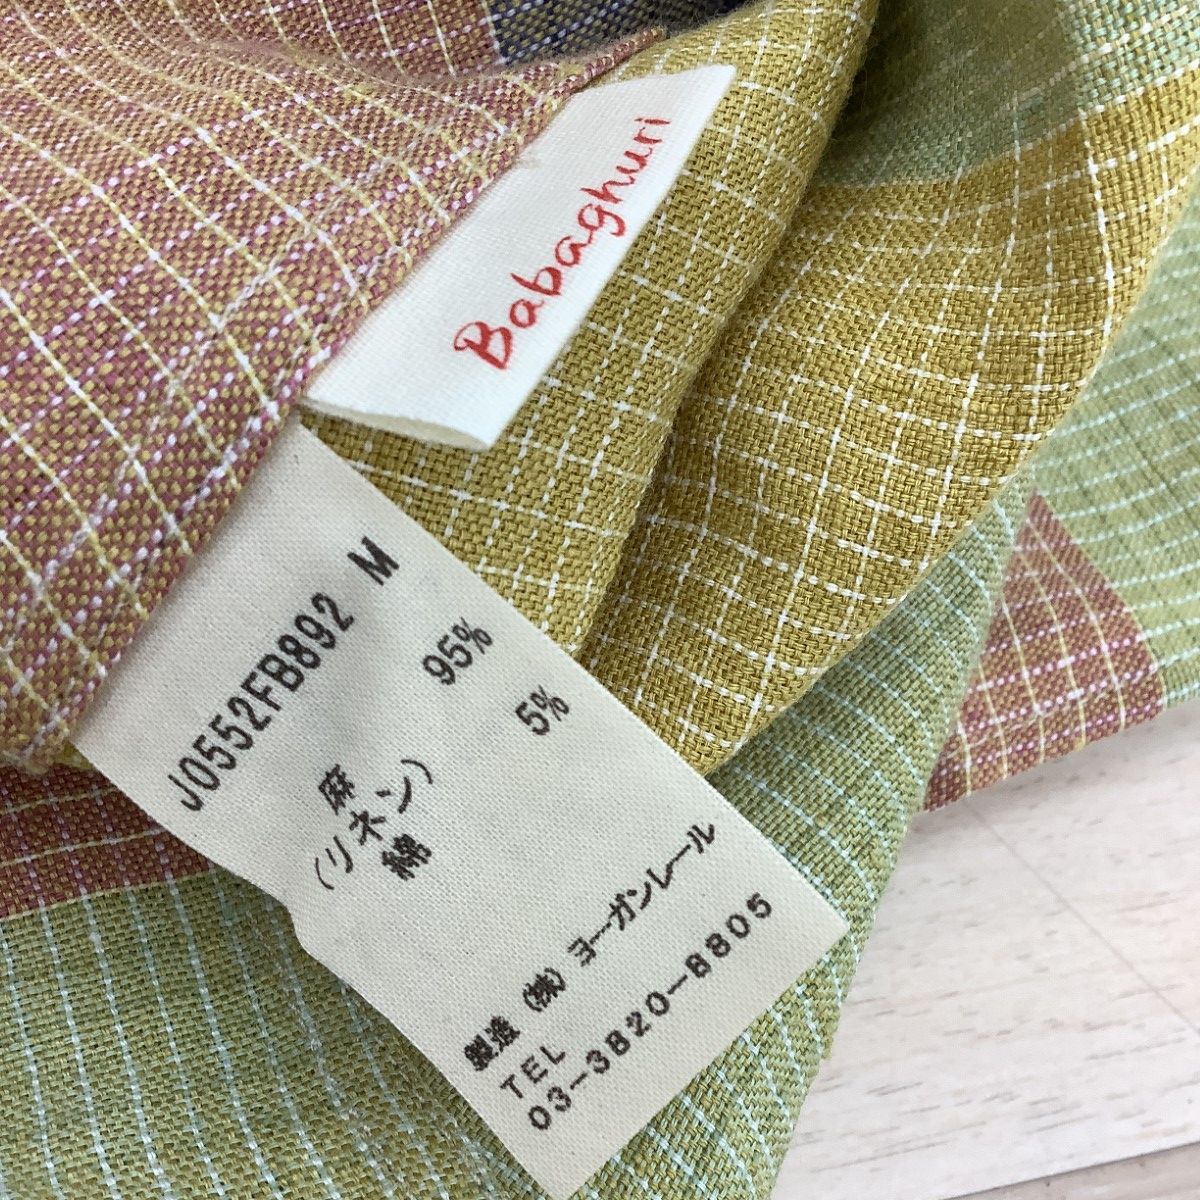 Babaghuri
J0552FB892 M
麻 95%
(リネン)
綿 5%
製造 (株) ヨーガンレール
TEL
03-3820-8805